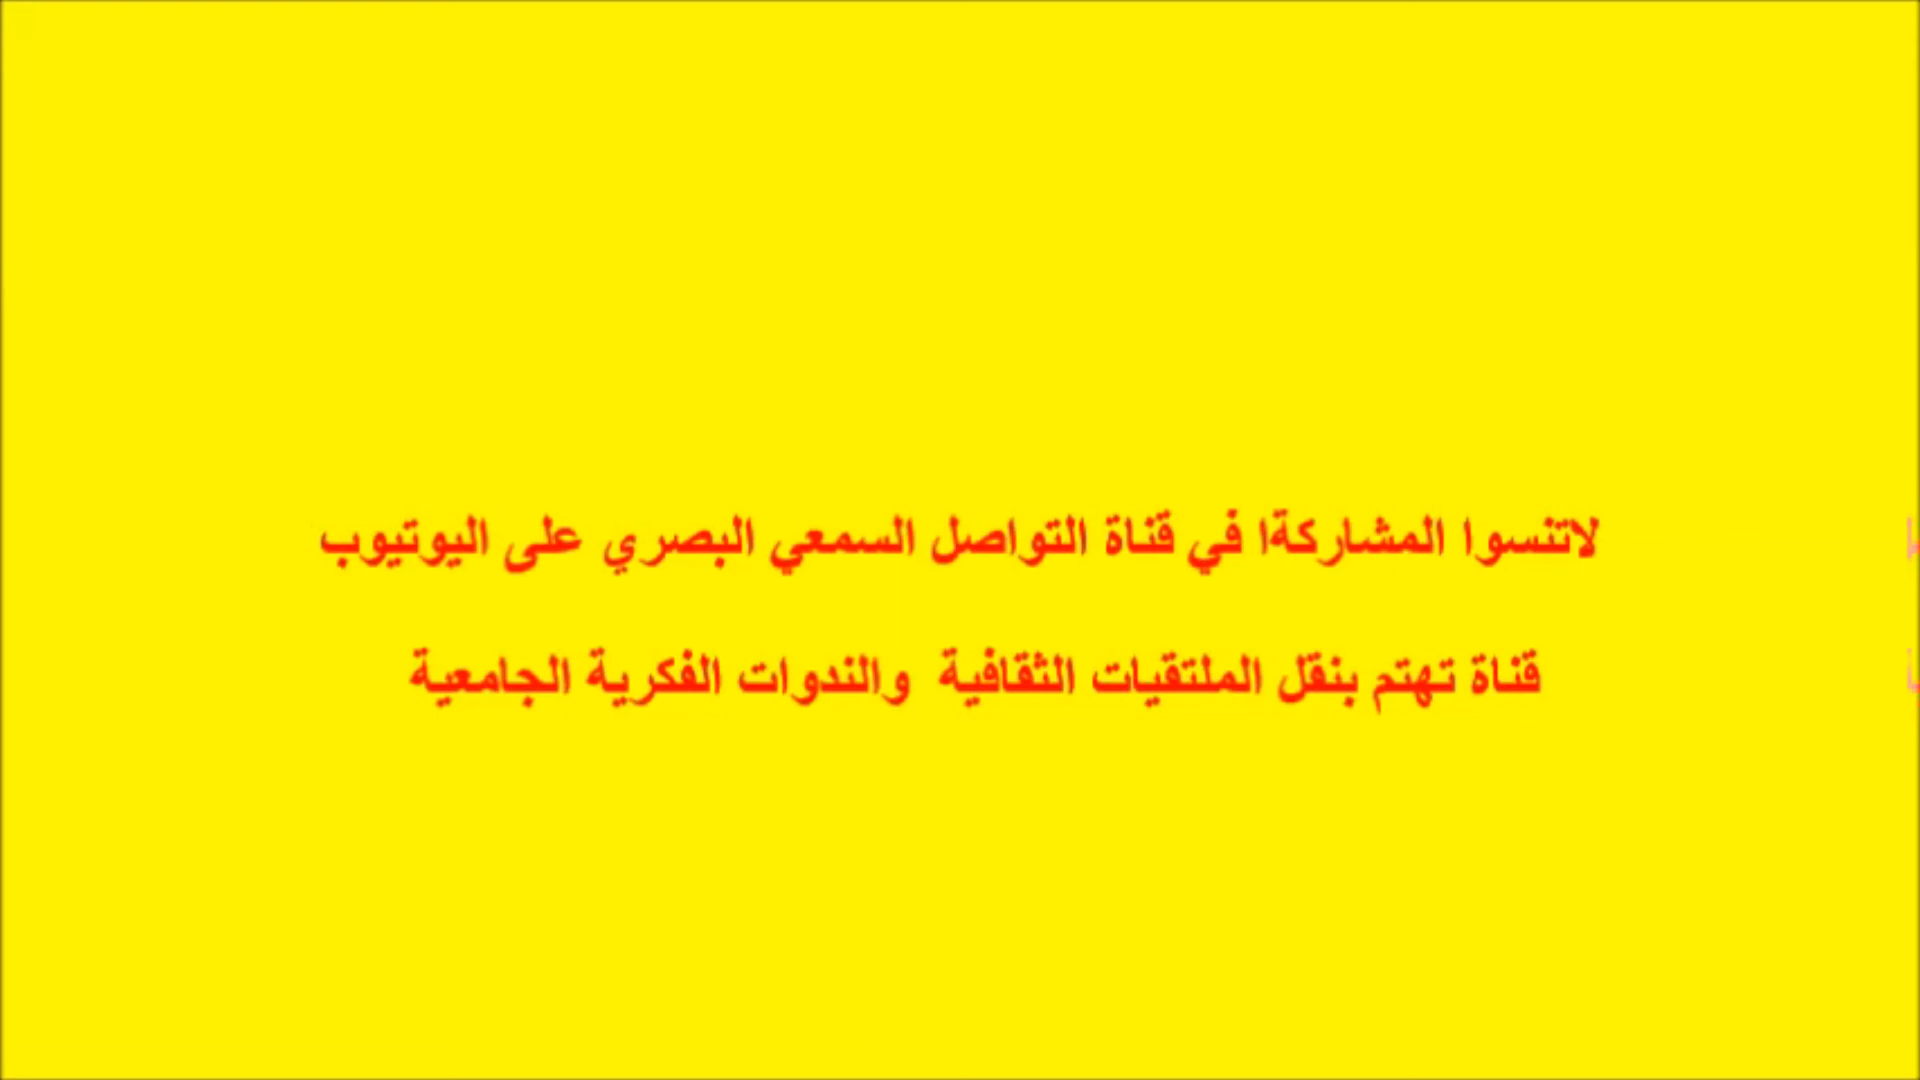 لاتنسوا المشاركةا في قناة التواصل السمعي البصري على اليوتيوب
قناة تهتم بنقل الملتقيات الثقافية والندوات الفكرية الجامعية